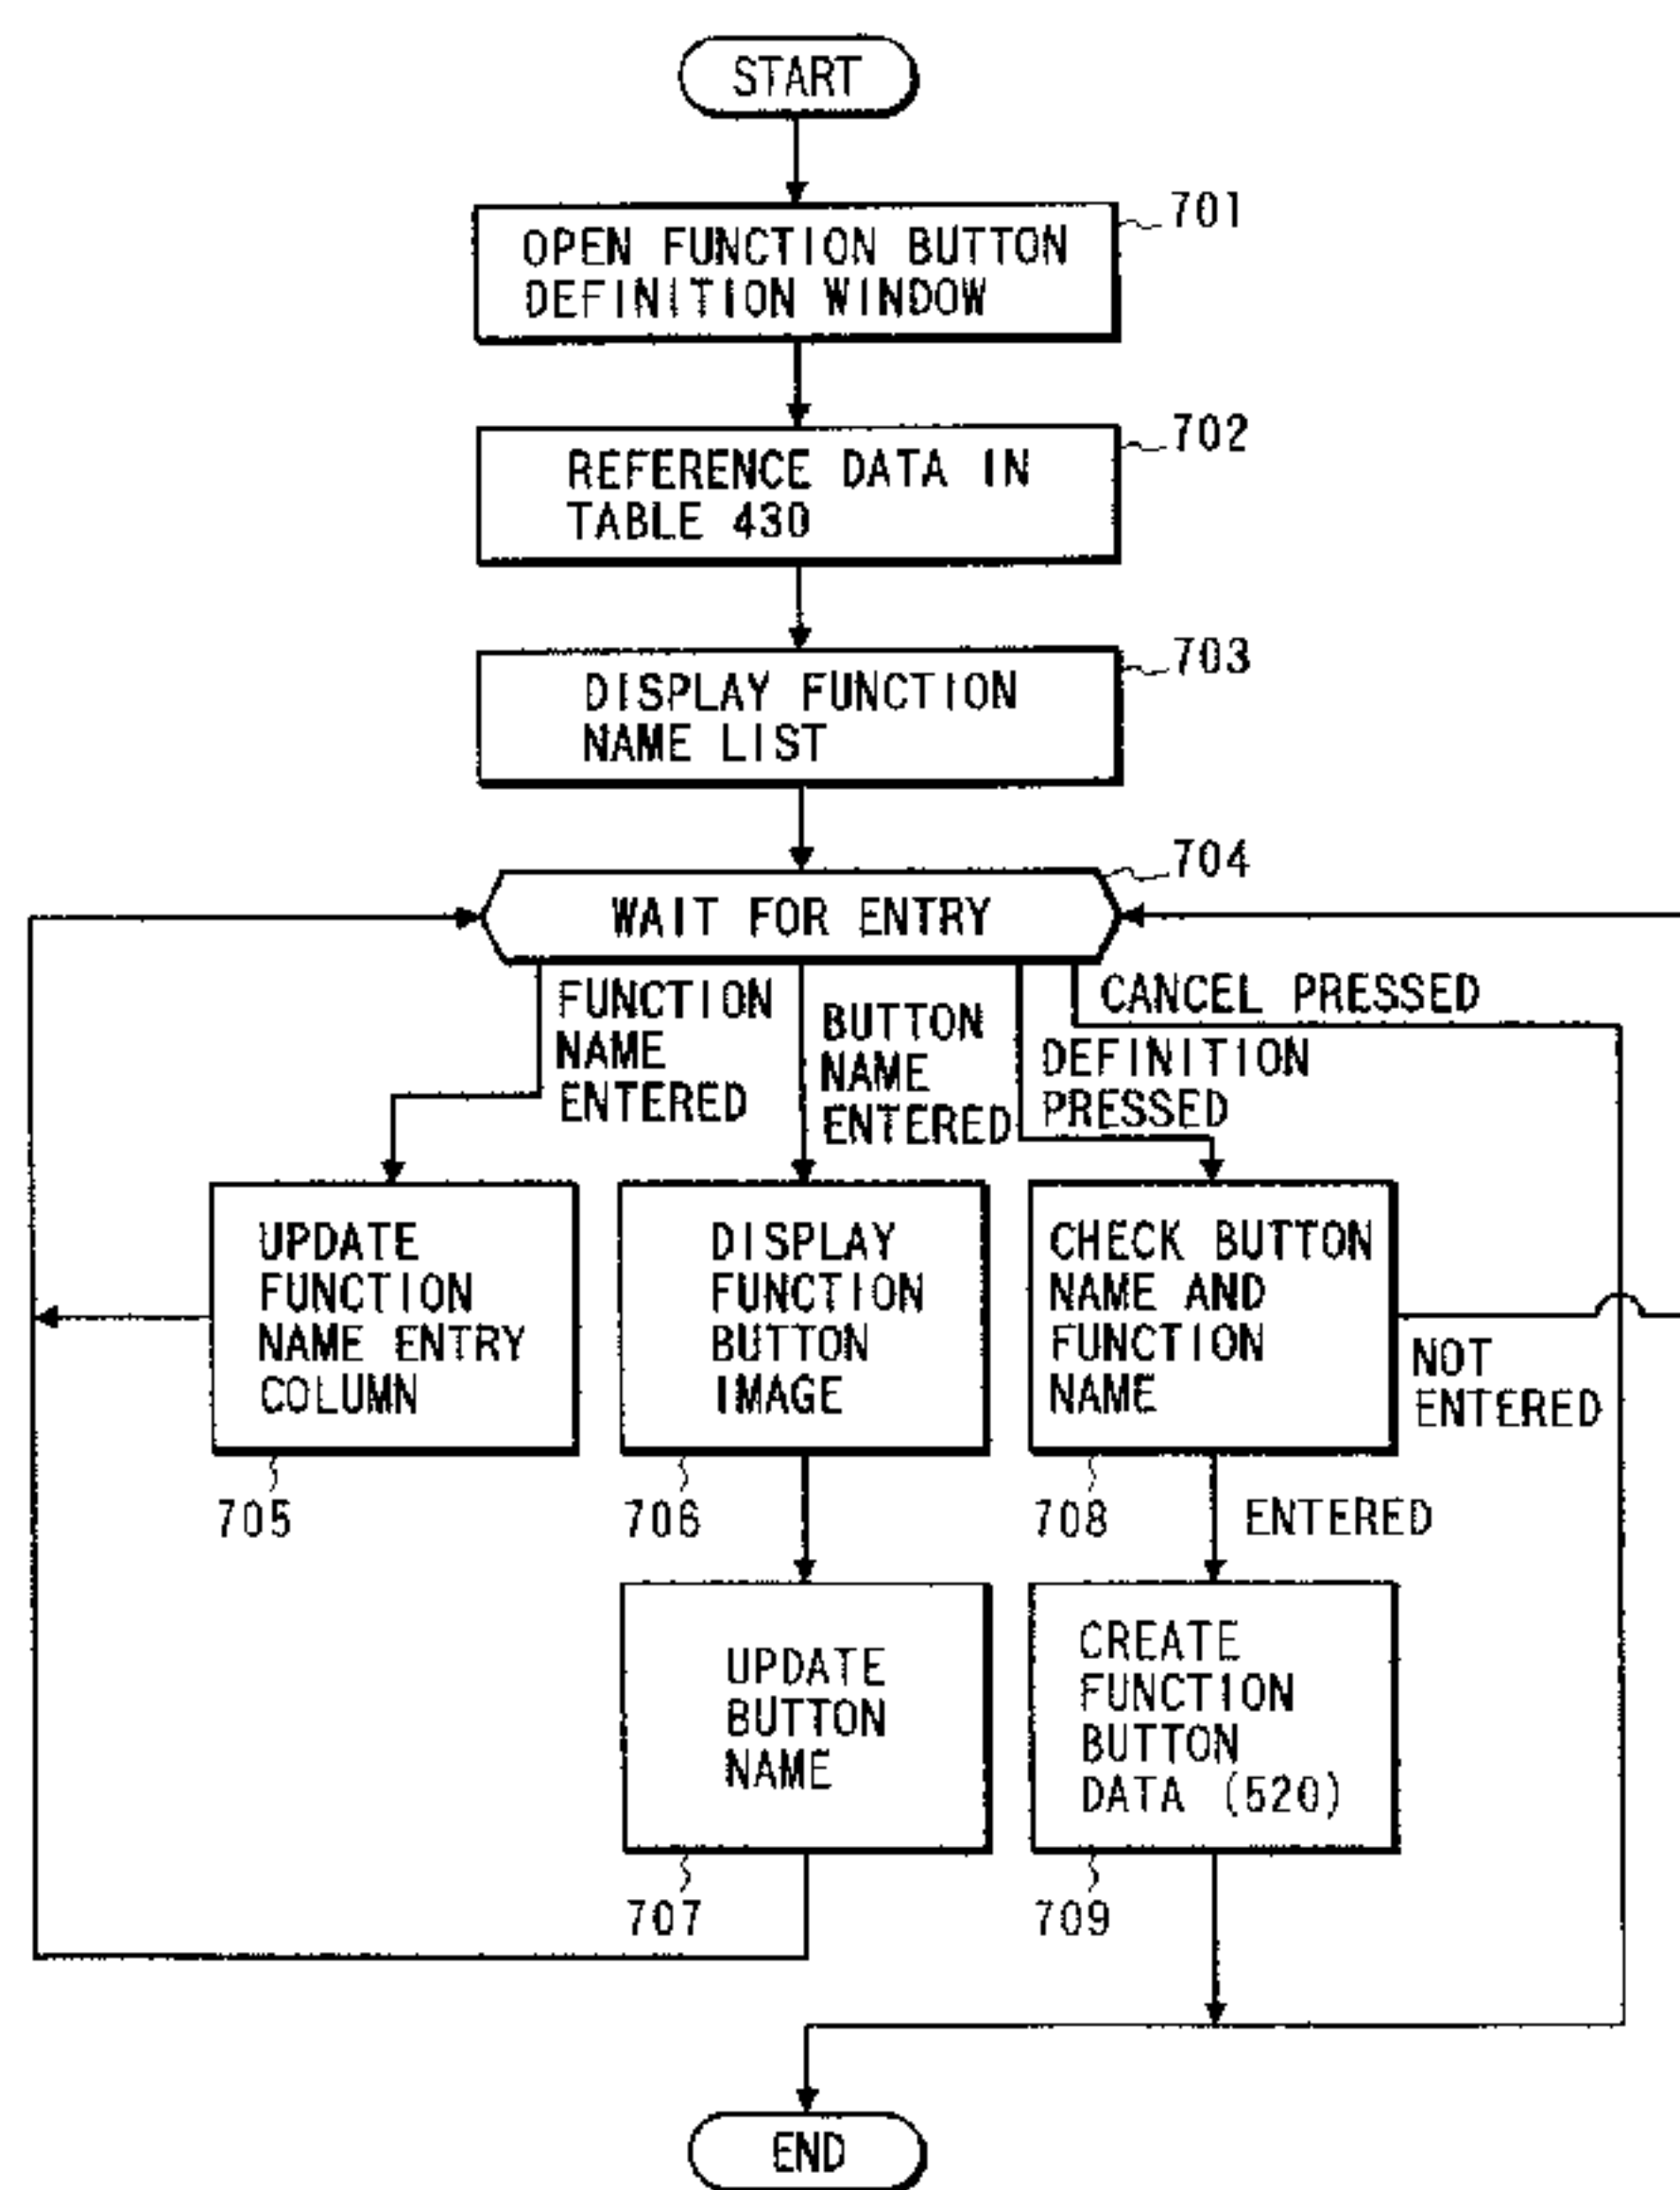 START
701
OPEN FUNCTION BUTTON
DEFINITION WINDOW
702
REFERENCE DATA IN
TABLE 430
703
DISPLAY FUNCTION
NAME LIST
704
WAIT FOR ENTRY
FUNCTION
NAME
ENTERED
BUTTON
NAME
ENTERED
DEFINITION
PRESSED
CANCEL PRESSED
UPDATE
FUNCTION
NAME ENTRY
COLUMN
705
DISPLAY
FUNCTION
BUTTON
IMAGE
706
CHECK BUTTON
NAME AND
FUNCTION
NAME
708
NOT
ENTERED
ENTERED
UPDATE
BUTTON
NAME
707
CREATE
FUNCTION
BUTTON
DATA (520)
709
END